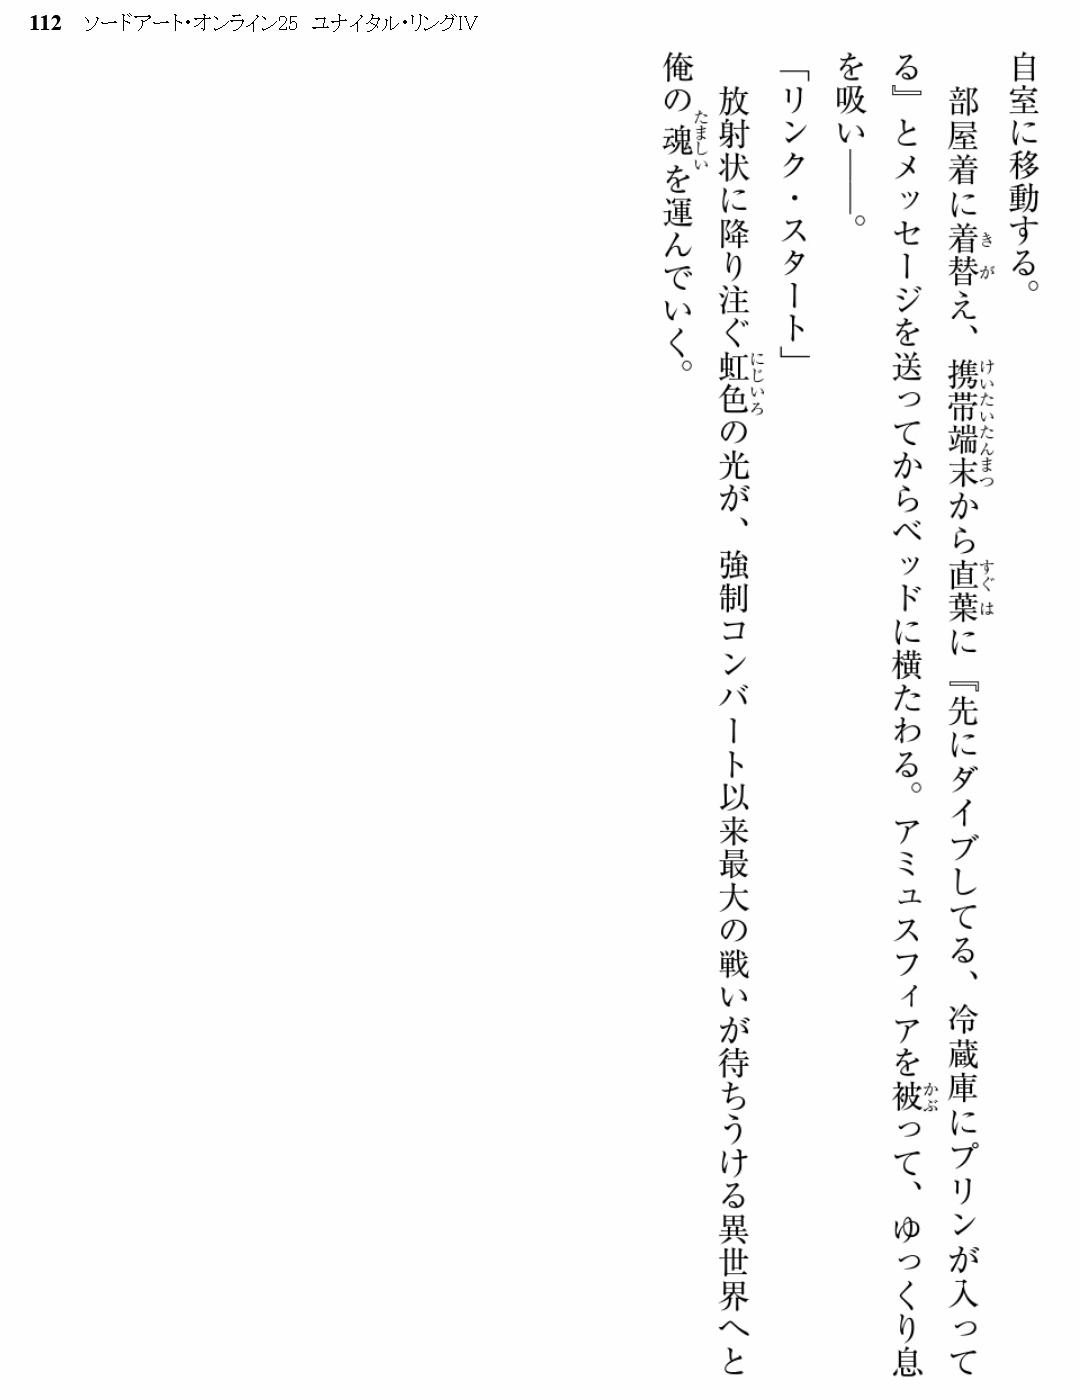 112 ソードアート・オンライン25 ユナイタル・リングIV
自室に移動する。
部屋着に着替え、携帯端末から直葉に『先にダイブしてる、冷蔵庫にプリンが入って
る』とメッセージを送ってからベッドに横たわる。アミュスフィアを被って、ゆっくり息
を吸い――。
「リンク・スタート」
放射状に降り注ぐ虹色の光が、強制コンバート以来最大の戦いが待ちうける異世界へと
俺の魂を運んでいく。